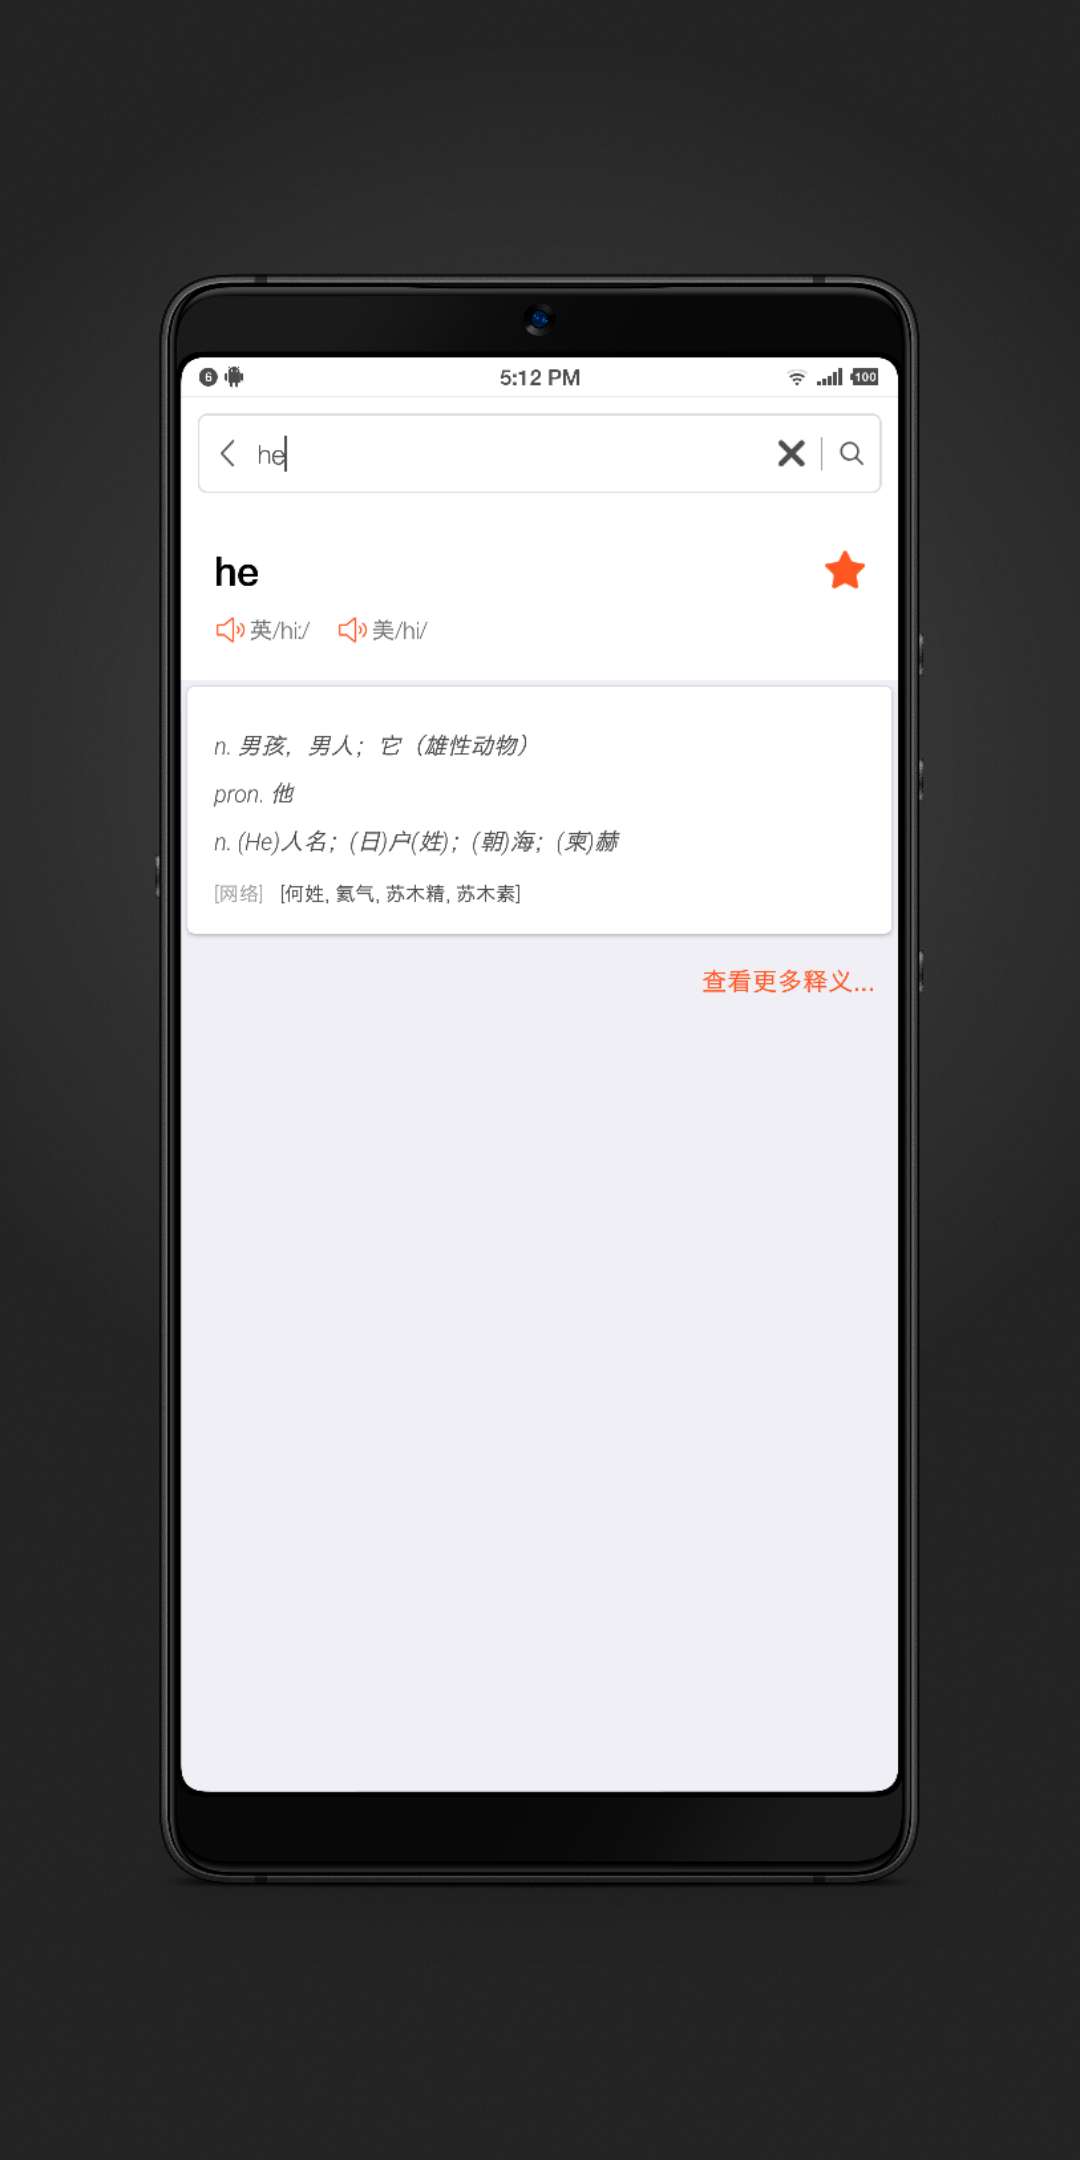 6 5:12 PM 100
he
he
英/hi:/ 美/hi/
n. 男孩，男人；它（雄性动物）
pron. 他
n. (He)人名；(日)户(姓)；(朝)海；(柬)赫
[网络] [何姓, 氦气, 苏木精, 苏木素]
查看更多释义...